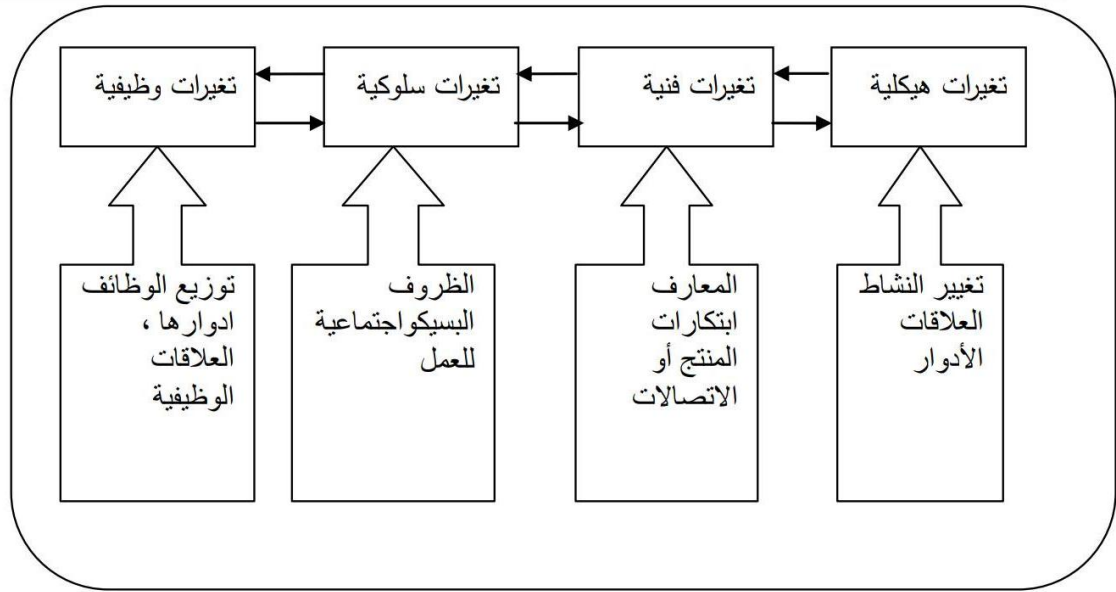 تغيرات هيكلية
تغيرات فنية
تغيرات سلوكية
تغيرات وظيفية
تغيير النشاط
العلاقات
الأدوار
المعارف
ابتكارات
المنتج أو
الاتصالات
الظروف
البسيكواجتماعية
للعمل
توزيع الوظائف
ادوارها ،
العلاقات
الوظيفية